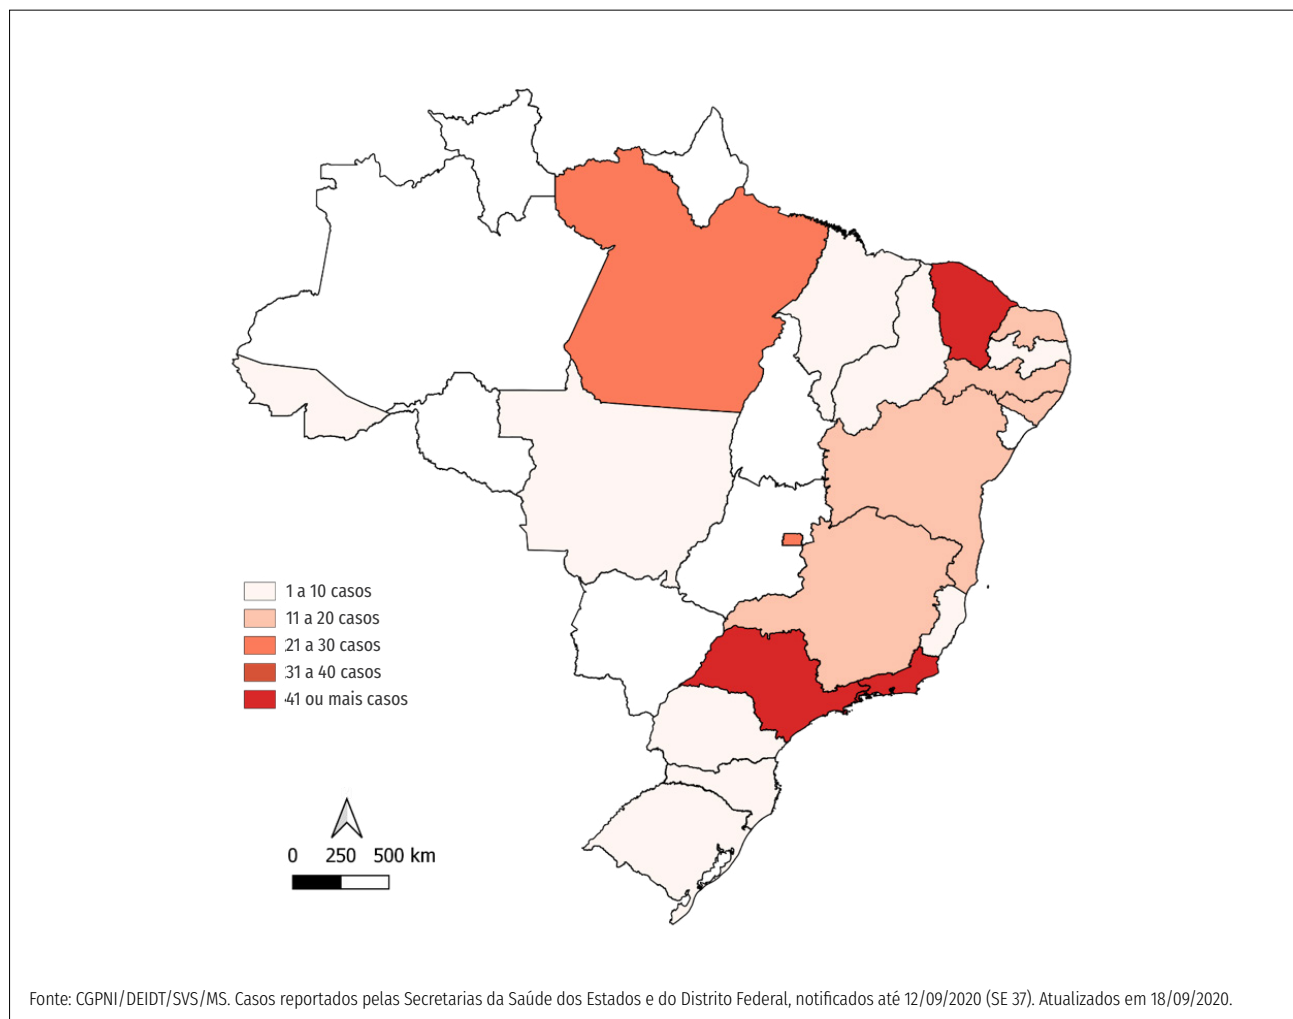 1 a 10 casos
11 a 20 casos
21 a 30 casos
31 a 40 casos
41 ou mais casos
0 250 500 km
Fonte: CGPNI/DEIDT/SVS/MS. Casos reportados pelas Secretarias da Saúde dos Estados e do Distrito Federal, notificados até 12/09/2020 (SE 37). Atualizados em 18/09/2020.